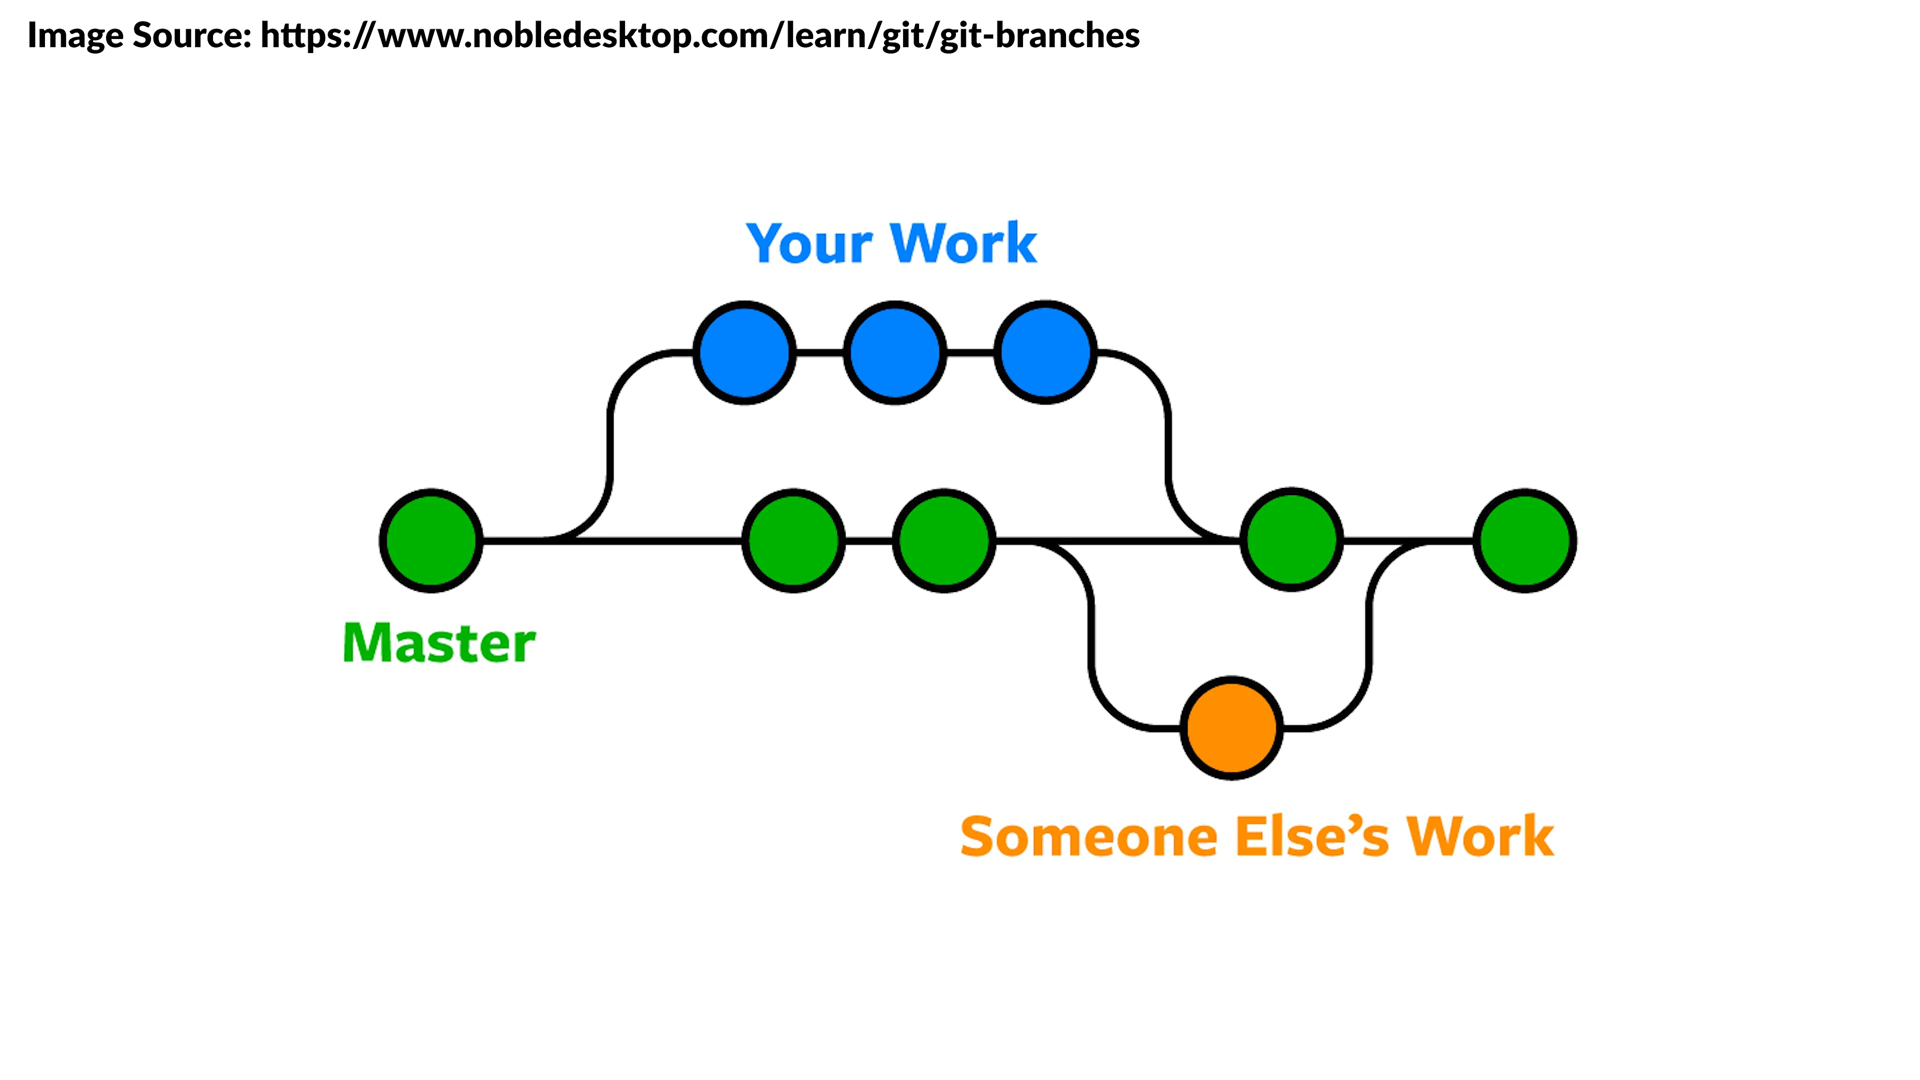 Image Source: https://www.nobledesktop.com/learn/git/git-branches
Your Work
Master
Someone Else’s Work